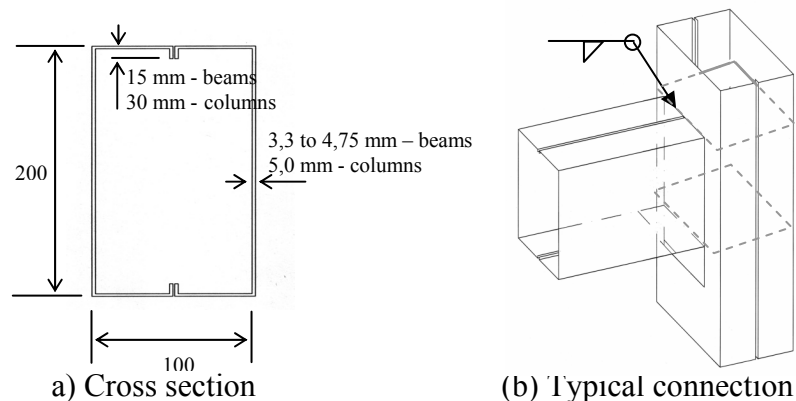 15 mm - beams
30 mm - columns
3,3 to 4,75 mm – beams
5,0 mm - columns
200
100
a) Cross section
(b) Typical connection